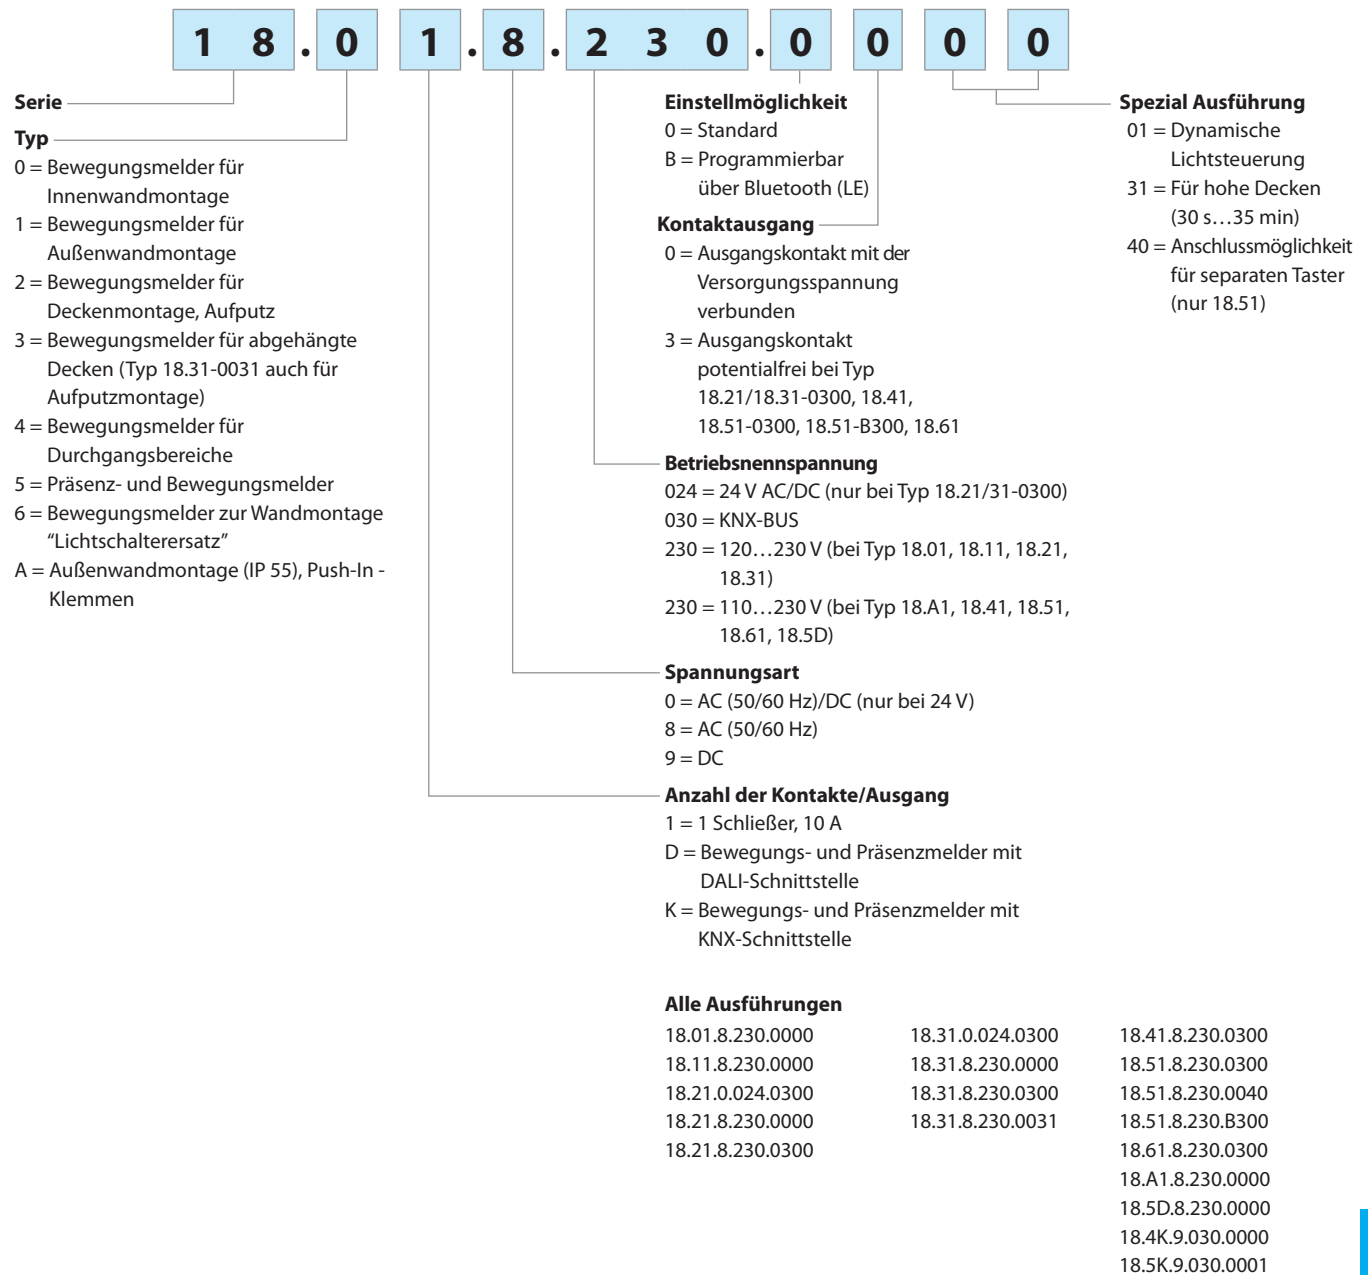 18.01.8.230.0000
Serie
Typ
0 = Bewegungsmelder für
Innenwandmontage
1 = Bewegungsmelder für
Außenwandmontage
2 = Bewegungsmelder für
Deckenmontage, Aufputz
3 = Bewegungsmelder für abgehängte
Decken (Typ 18.31-0031 auch für
Aufputzmontage)
4 = Bewegungsmelder für
Durchgangsbereiche
5 = Präsenz- und Bewegungsmelder
6 = Bewegungsmelder zur Wandmontage
“Lichtschalterersatz”
A = Außenwandmontage (IP 55), Push-In -
Klemmen
Einstellmöglichkeit
0 = Standard
B = Programmierbar
über Bluetooth (LE)
Kontaktausgang
0 = Ausgangskontakt mit der
Versorgungsspannung
verbunden
3 = Ausgangskontakt
potentialfrei bei Typ
18.21/18.31-0300, 18.41,
18.51-0300, 18.51-B300, 18.61
Betriebsnennspannung
024 = 24 V AC/DC (nur bei Typ 18.21/31-0300)
030 = KNX-BUS
230 = 120…230 V (bei Typ 18.01, 18.11, 18.21,
18.31)
230 = 110…230 V (bei Typ 18.A1, 18.41, 18.51,
18.61, 18.5D)
Spannungsart
0 = AC (50/60 Hz)/DC (nur bei 24 V)
8 = AC (50/60 Hz)
9 = DC
Anzahl der Kontakte/Ausgang
1 = 1 Schließer, 10 A
D = Bewegungs- und Präsenzmelder mit
DALI-Schnittstelle
K = Bewegungs- und Präsenzmelder mit
KNX-Schnittstelle
Spezial Ausführung
01 = Dynamische
Lichtsteuerung
31 = Für hohe Decken
(30 s…35 min)
40 = Anschlussmöglichkeit
für separaten Taster
(nur 18.51)
Alle Ausführungen
18.01.8.230.0000
18.11.8.230.0000
18.21.0.024.0300
18.21.8.230.0000
18.21.8.230.0300
18.31.0.024.0300
18.31.8.230.0000
18.31.8.230.0300
18.31.8.230.0031
18.41.8.230.0300
18.51.8.230.0300
18.51.8.230.0040
18.51.8.230.B300
18.61.8.230.0300
18.A1.8.230.0000
18.5D.8.230.0000
18.4K.9.030.0000
18.5K.9.030.0001